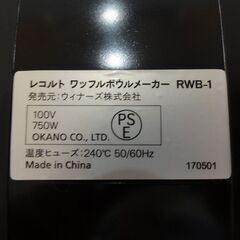 レコルト ワッフルボウルメーカー RWB-1
発売元:ウィナーズ株式会社
100V
750W
OKANO CO., LTD.
PS
E
温度ヒューズ:240℃ 50/60Hz
Made in China
170501